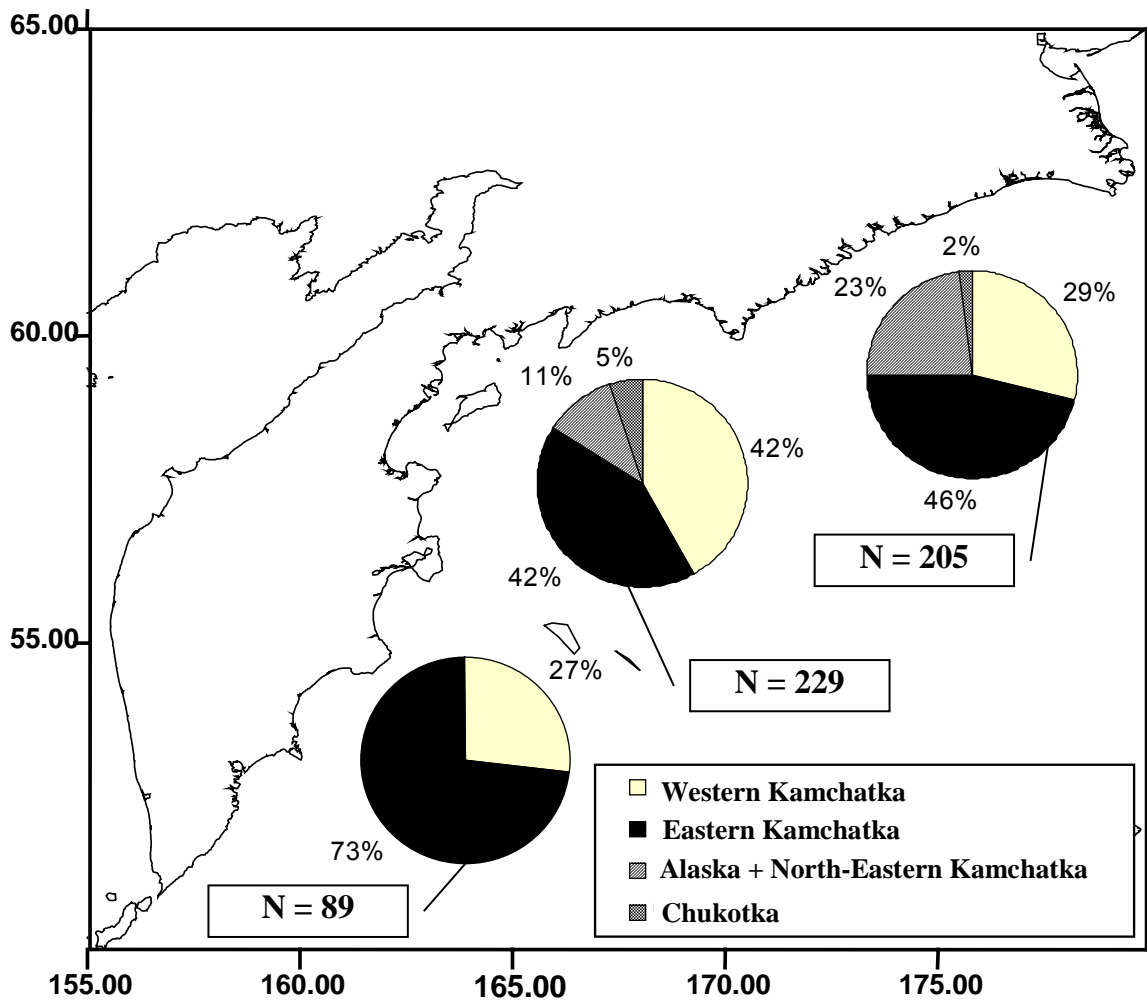 65.00
2%
23%
29%
60.00
5%
11%
42%
46%
N = 205
42%
55.00
27%
N = 229
Western Kamchatka
Eastern Kamchatka
73%
Alaska + North-Eastern Kamchatka
N = 89
Chukotka
155.00 160.00 165.00 170.00 175.00